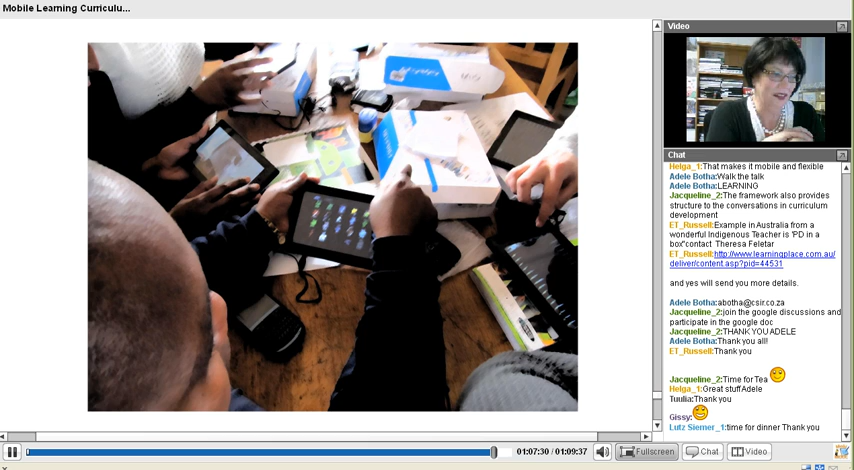 Mobile Learning Curriculu...
Video
Chat
Helga_1:That makes it mobile and flexible
Adele Botha:Walk the talk
Adele Botha:LEARNING
Jacqueline_2:The framework also provides
structure to the conversations in curriculum
development
ET_Russell:Example in Australia from a
wonderful Indigenous Teacher is 'PD in a
box"contact Theresa Feletar
ET_Russell:http://www.learningplace.com.au/
deliver/content.asp?pid=44531
and yes will send you more details.
Adele Botha:abotha@csir.co.za
Jacqueline_2:join the google discussions and
participate in the google doc
Jacqueline_2:THANK YOU ADELE
Adele Botha:Thank you all!
ET_Russell:Thank you
Jacqueline_2:Time for Tea
Helga_1:Great stuffAdele
Tuulia:Thank you
Gissy:
Lutz Siemer_1:time for dinner Thank you
01:07:30 / 01:09:37
Fullscreen
Chat
Video